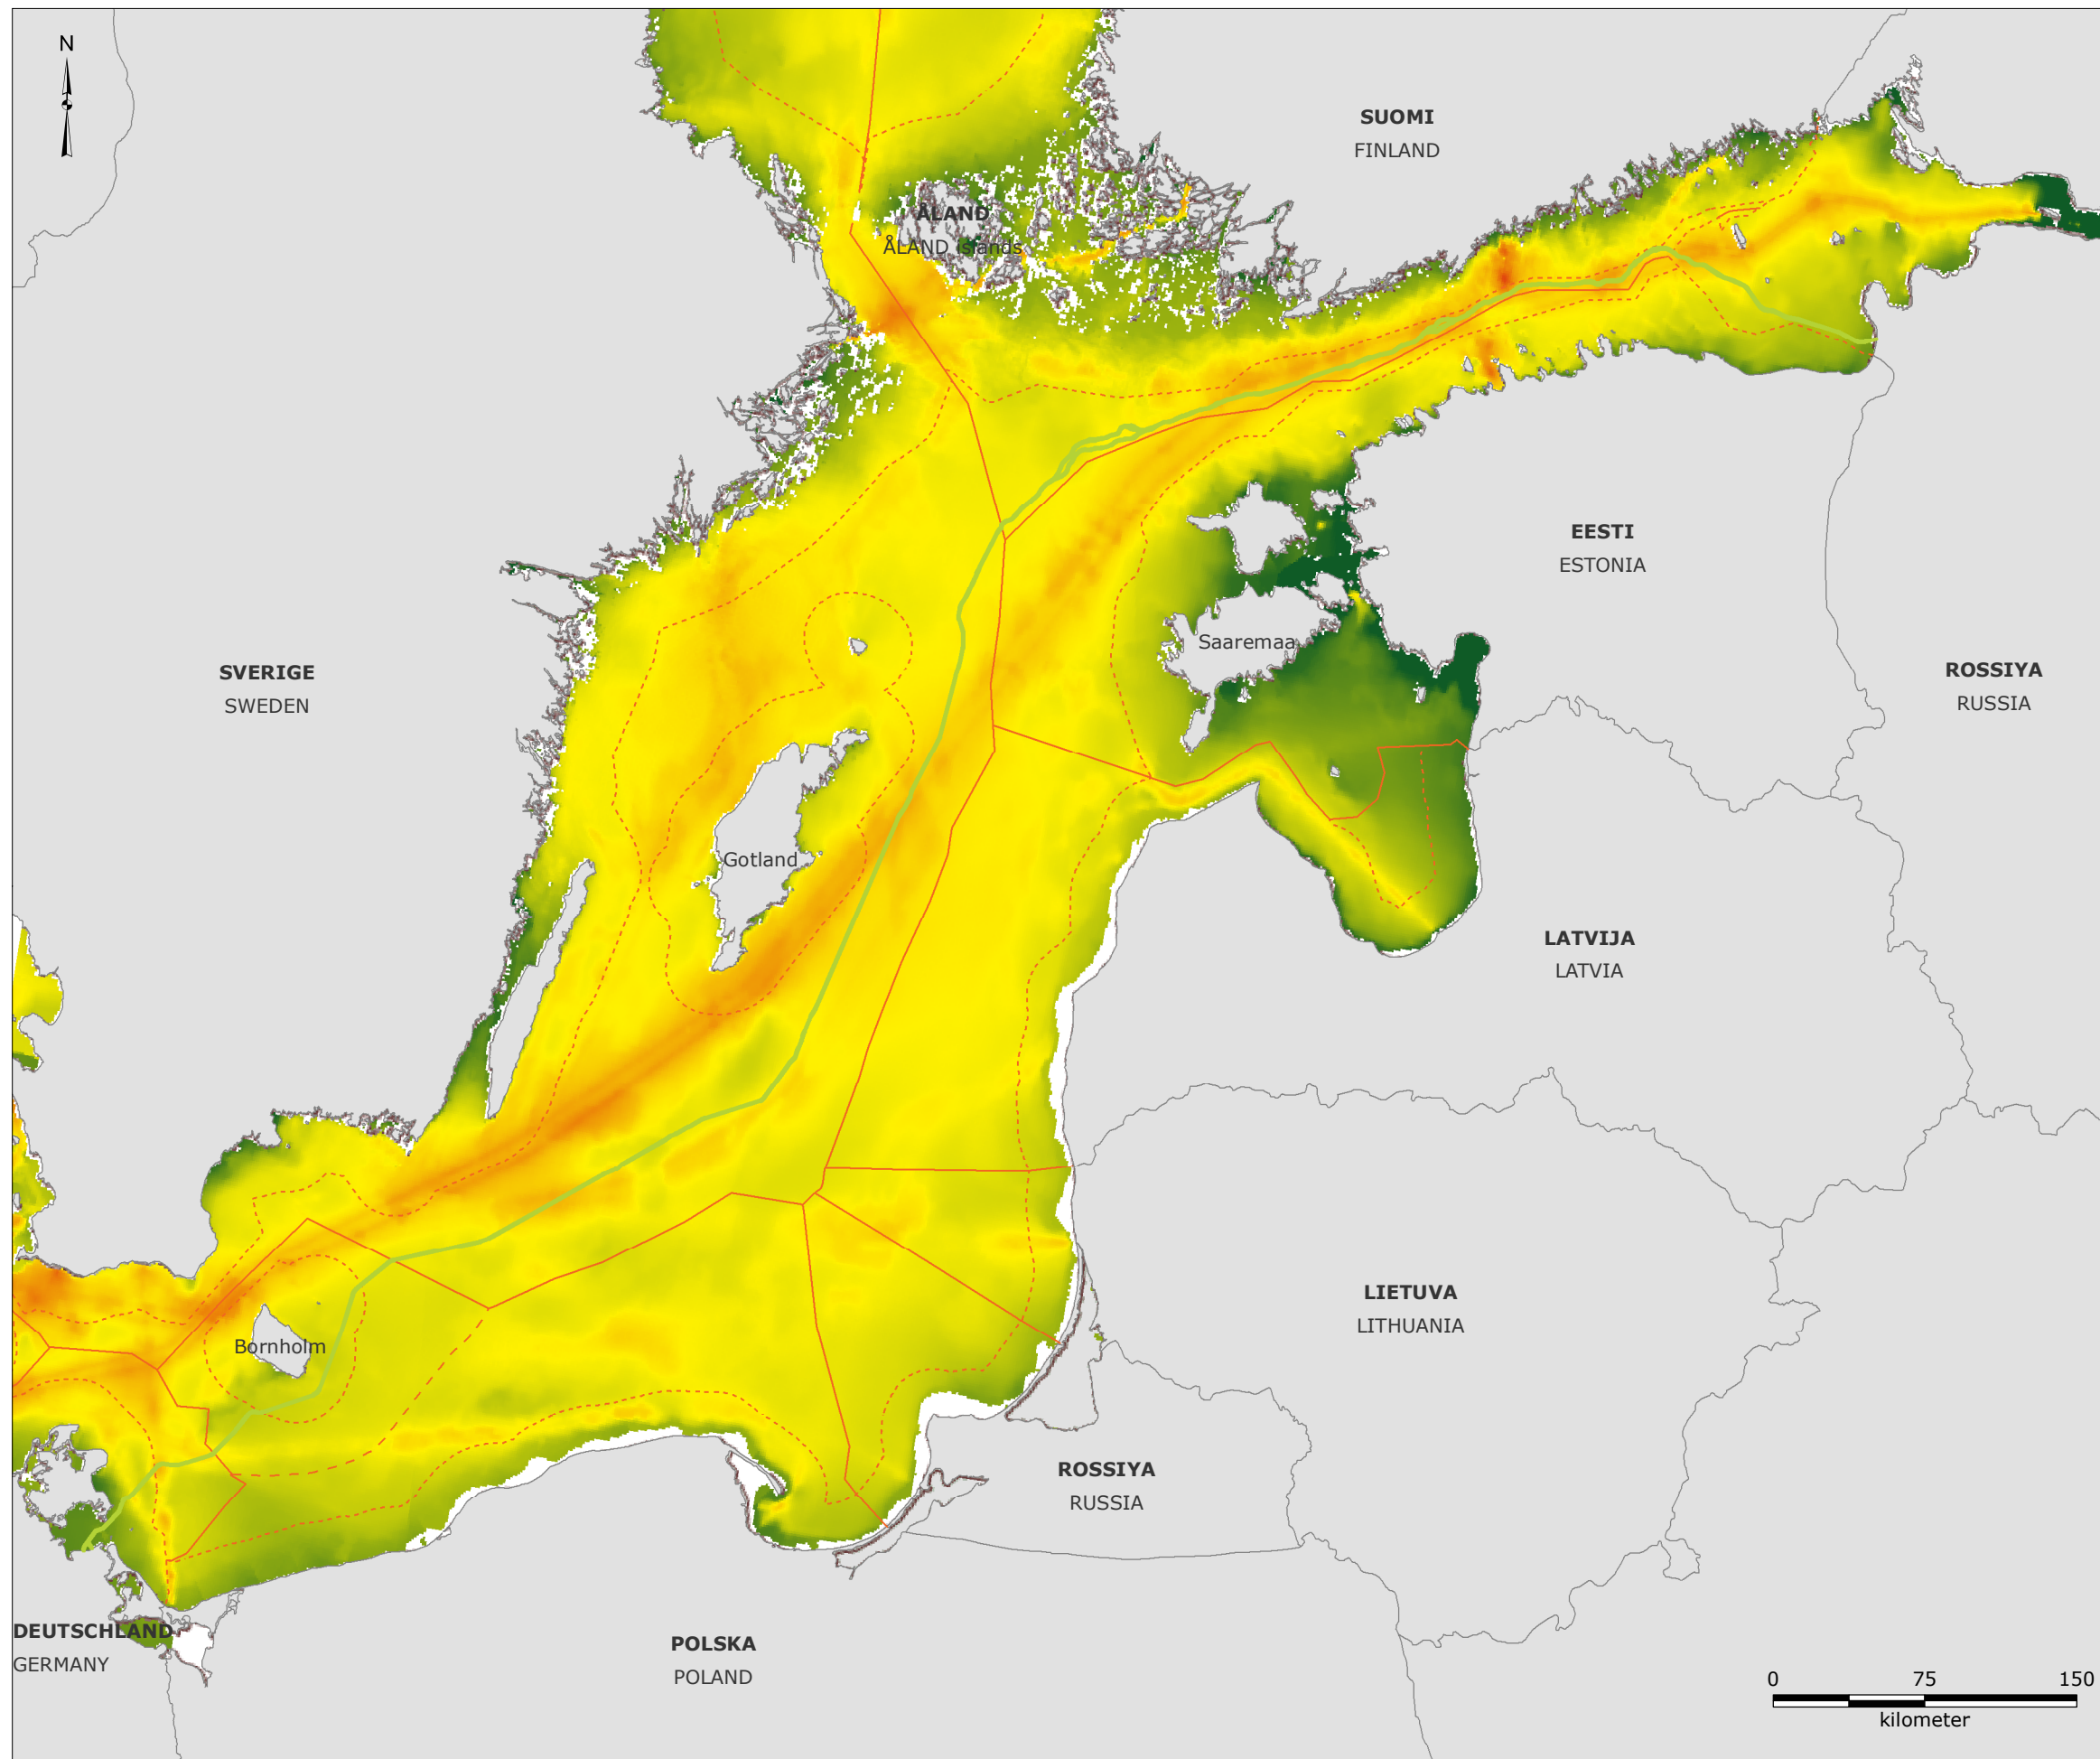 N
SUOMI
FINLAND
ÅLAND
ÅLAND islands
EESTI
ESTONIA
Saaremaa
SVERIGE
SWEDEN
ROSSIYA
RUSSIA
Gotland
LATVIJA
LATVIA
LIETUVA
LITHUANIA
Bornholm
ROSSIYA
RUSSIA
DEUTSCHLAND
GERMANY
POLSKA
POLAND
0 75 150
kilometer